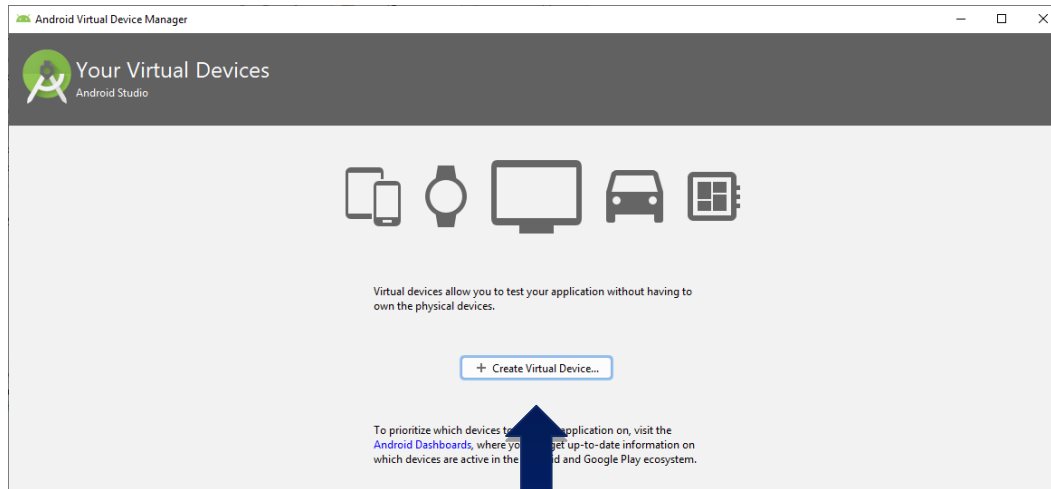 Android Virtual Device Manager
Your Virtual Devices
Android Studio
Virtual devices allow you to test your application without having to
own the physical devices.
+ Create Virtual Device...
To prioritize which devices to application on, visit the
Android Dashboards, where yo get up-to-date information on
which devices are active in the and Google Play ecosystem.